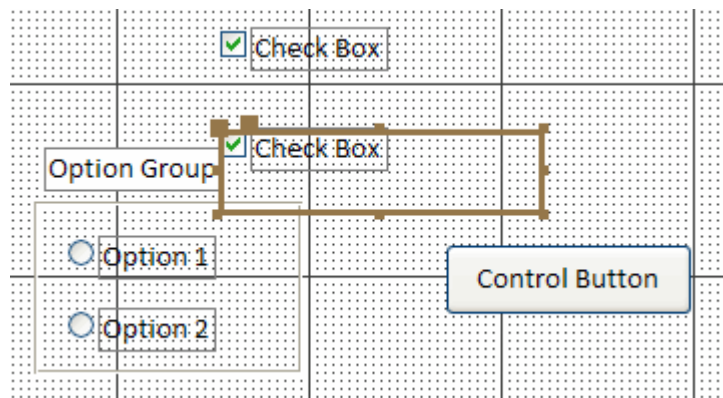 Check Box
Check Box
Option Group
Option 1
Control Button
Option 2